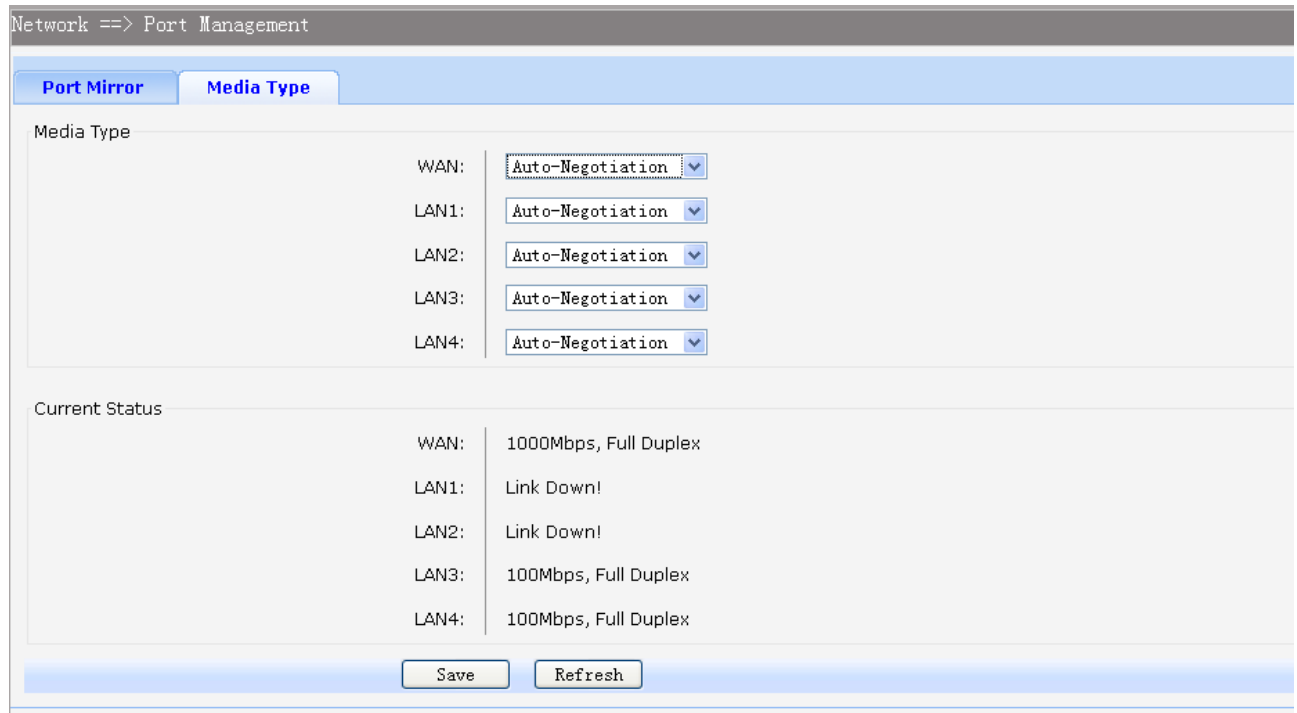 Network ==> Port Management
Port Mirror Media Type
Media Type
WAN: Auto-Negotiation
LAN1: Auto-Negotiation
LAN2: Auto-Negotiation
LAN3: Auto-Negotiation
LAN4: Auto-Negotiation
Current Status
WAN: 1000Mbps, Full Duplex
LAN1: Link Down!
LAN2: Link Down!
LAN3: 100Mbps, Full Duplex
LAN4: 100Mbps, Full Duplex
Save Refresh